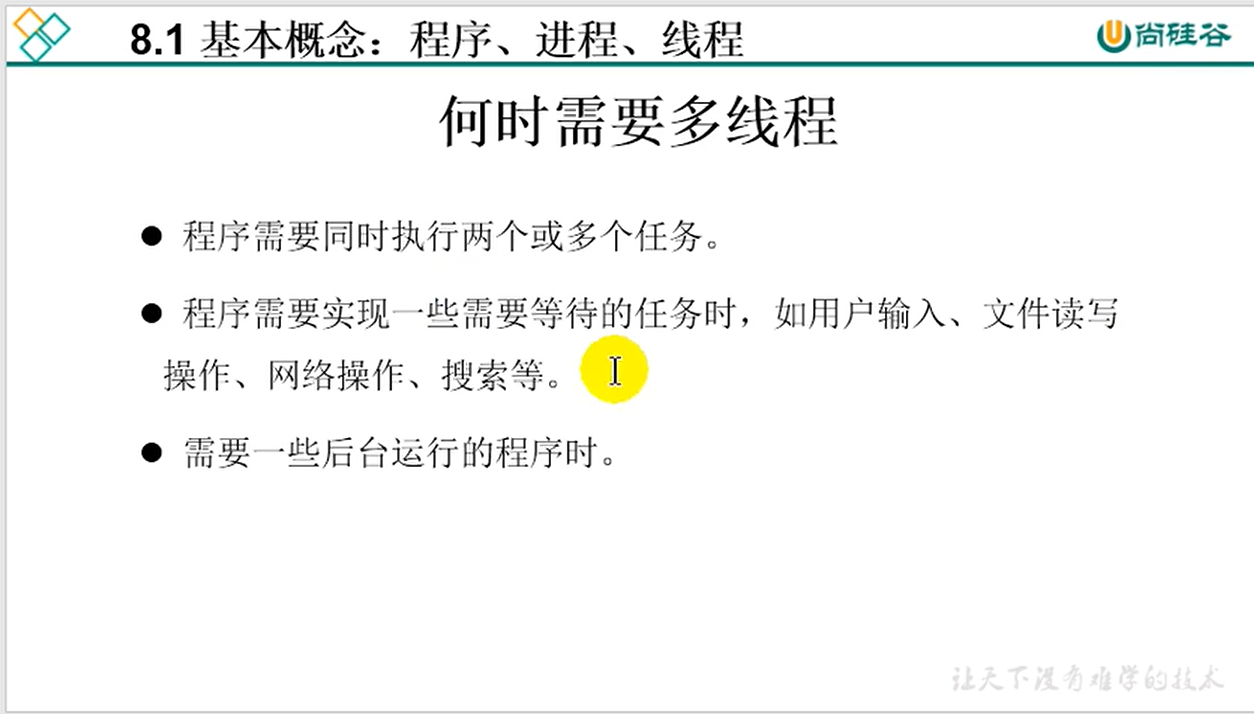 8.1 基本概念：程序、进程、线程
尚硅谷
何时需要多线程
● 程序需要同时执行两个或多个任务。
● 程序需要实现一些需要等待的任务时，如用户输入、文件读写
操作、网络操作、搜索等。
● 需要一些后台运行的程序时。
让天下没有难学的技术